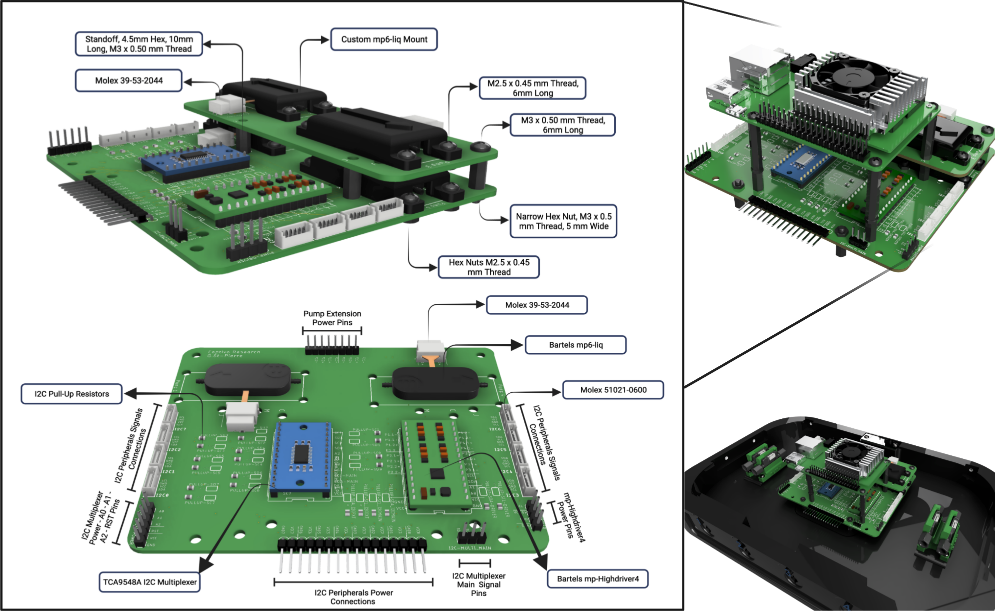 Standoff, 4.5mm Hex, 10mm
Long, M3 x 0.50 mm Thread
Custom mp6-liq Mount
Molex 39-53-2044
M2.5 x 0.45 mm Thread,
6mm Long
M3 x 0.50 mm Thread,
6mm Long
Narrow Hex Nut, M3 x 0.5
mm Thread, 5 mm Wide
Hex Nuts M2.5 x 0.45
mm Thread
Molex 39-53-2044
Pump Extension
Power Pins
Bartels mp6-liq
I2C Pull-Up Resistors
Molex 51021-0600
I2C Peripherals Signals
Connections
I2C Peripherals Signals
Connections
I2C Multiplexer
Power - A0 - A1 -
A2 - RST Pins
mp-Highdriver4
Power Pins
I2C-MULTI_MAIN
TCA9548A I2C Multiplexer
I2C Peripherals Power
Connections
I2C Multiplexer
Main Signal
Pins
Bartels mp-Highdriver4